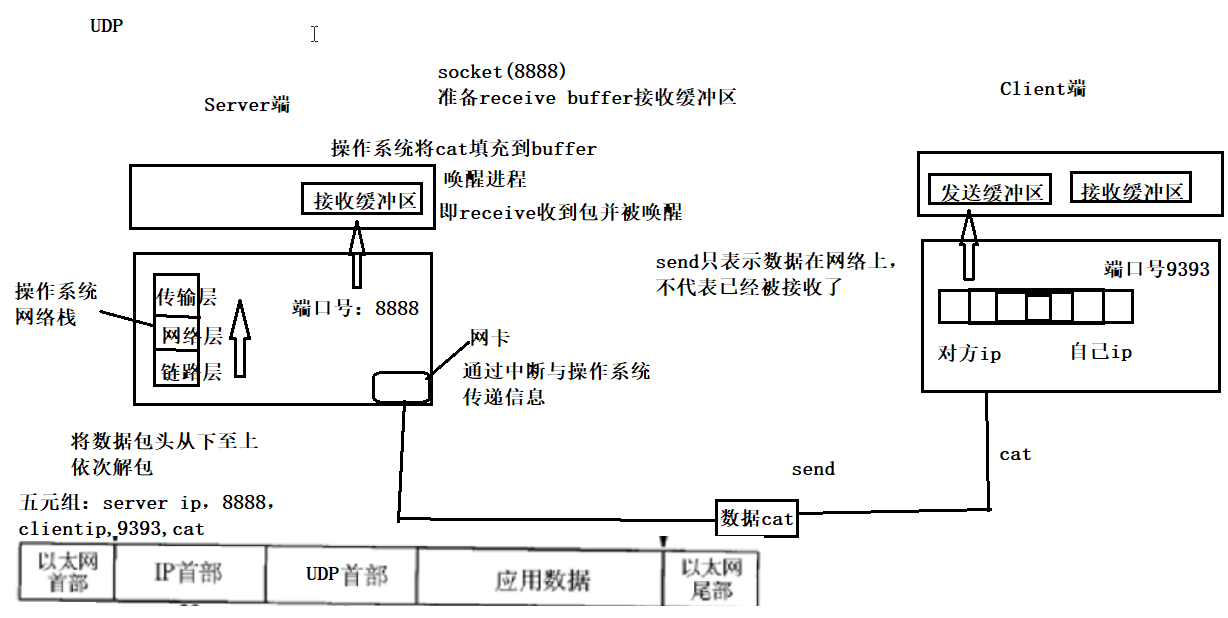 UDP
socket(8888)
准备receive buffer接收缓冲区
Server端
Client端
操作系统将cat填充到buffer
唤醒进程
接收缓冲区
即receive收到包并被唤醒
发送缓冲区
接收缓冲区
send只表示数据在网络上，
不代表已经被接收了
端口号9393
操作系统
网络栈
传输层
网络层
链路层
端口号：8888
网卡
通过中断与操作系统
传递信息
对方ip
自己ip
将数据包头从下至上
依次解包
send
cat
五元组：server ip，8888，
clientip,9393,cat
数据cat
以太网
首部
IP首部
UDP首部
应用数据
以太网
尾部